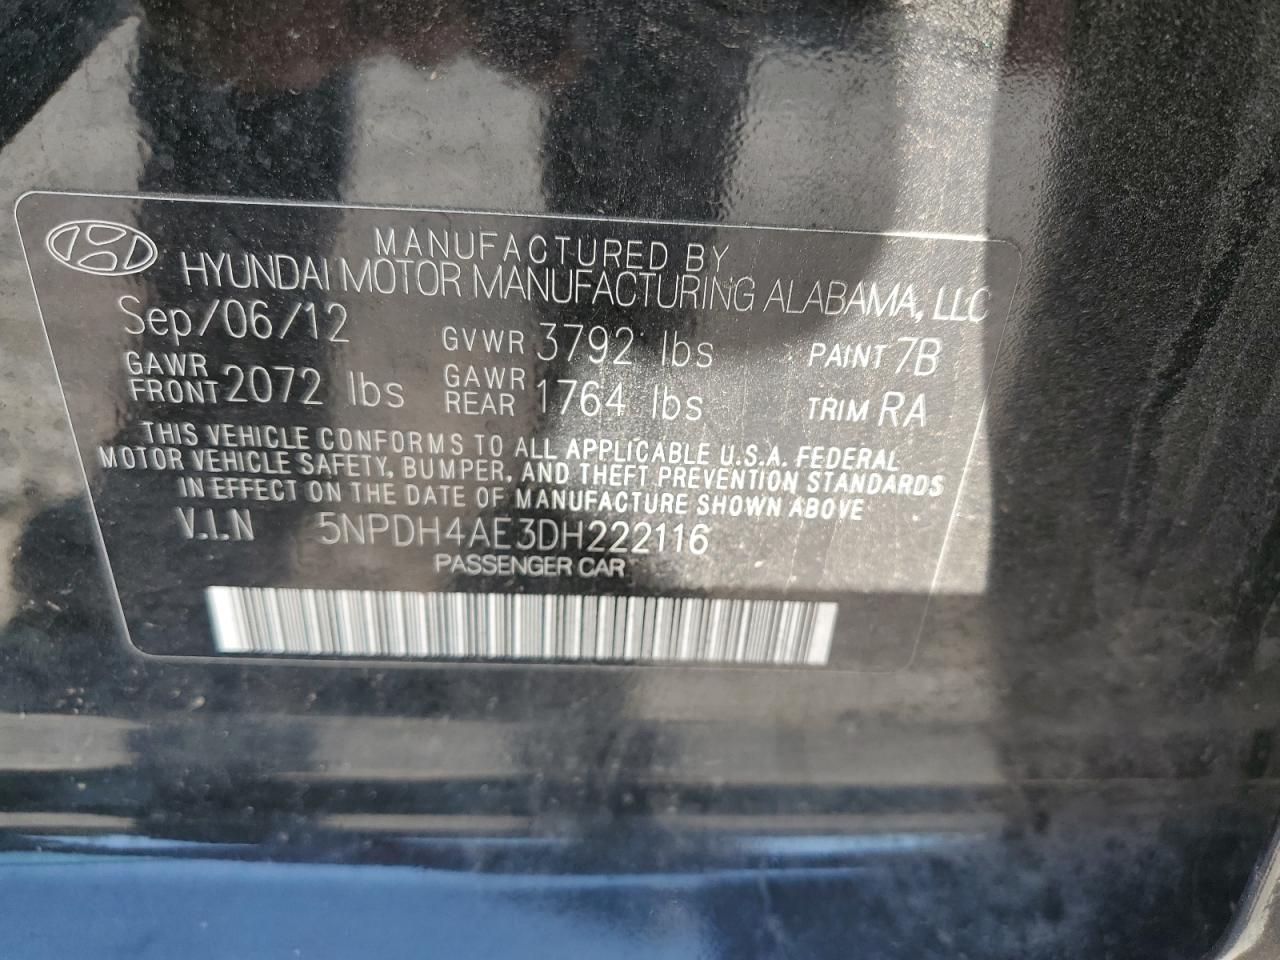 MANUFACTURED BY
HYUNDAI MOTOR MANUFACTURING ALABAMA, LLC
Sep/06/12 GVWR 3792 lbs PAINT 7B
GAWR FRONT 2072 lbs GAWR REAR 1764 lbs TRIM RA
THIS VEHICLE CONFORMS TO ALL APPLICABLE U.S.A. FEDERAL
MOTOR VEHICLE SAFETY, BUMPER, AND THEFT PREVENTION STANDARDS
IN EFFECT ON THE DATE OF MANUFACTURE SHOWN ABOVE
V.I.N 5NPDH4AE3DH222116
PASSENGER CAR